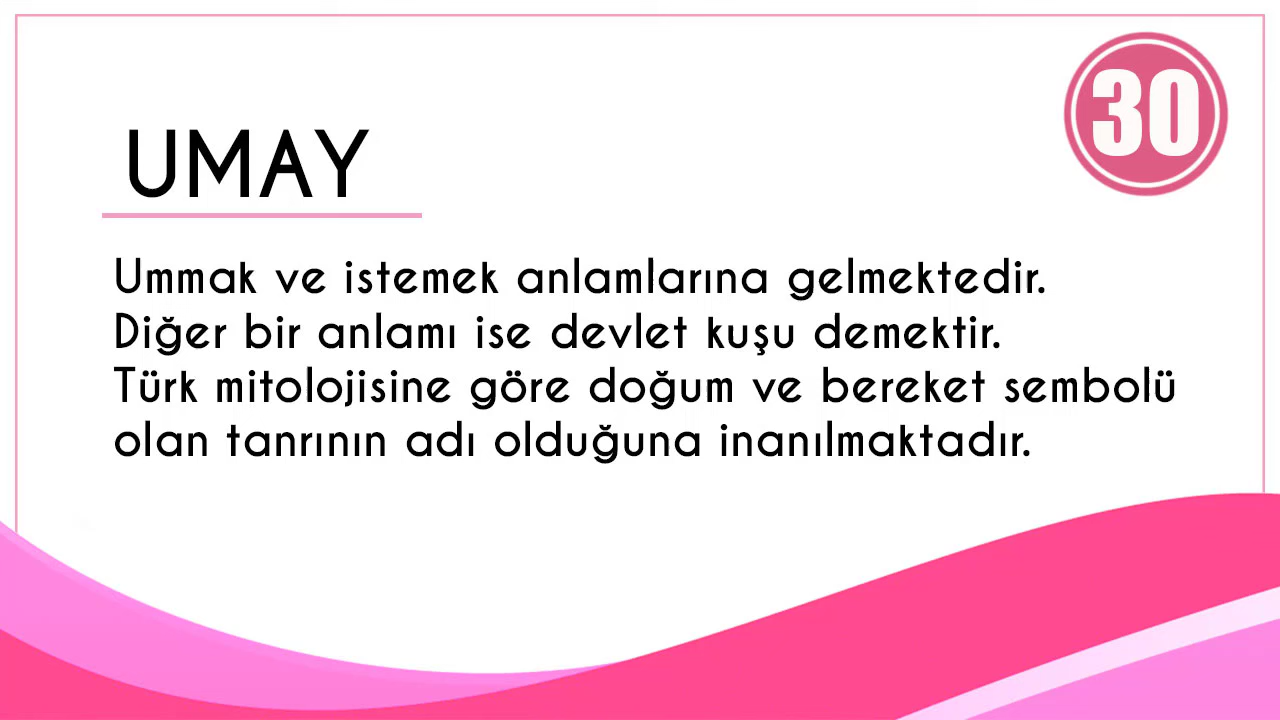 30
UMAY
Ummak ve istemek anlamlarına gelmektedir.
Diğer bir anlamı ise devlet kuşu demektir.
Türk mitolojisine göre doğum ve bereket sembolü
olan tanrının adı olduğuna inanılmaktadır.